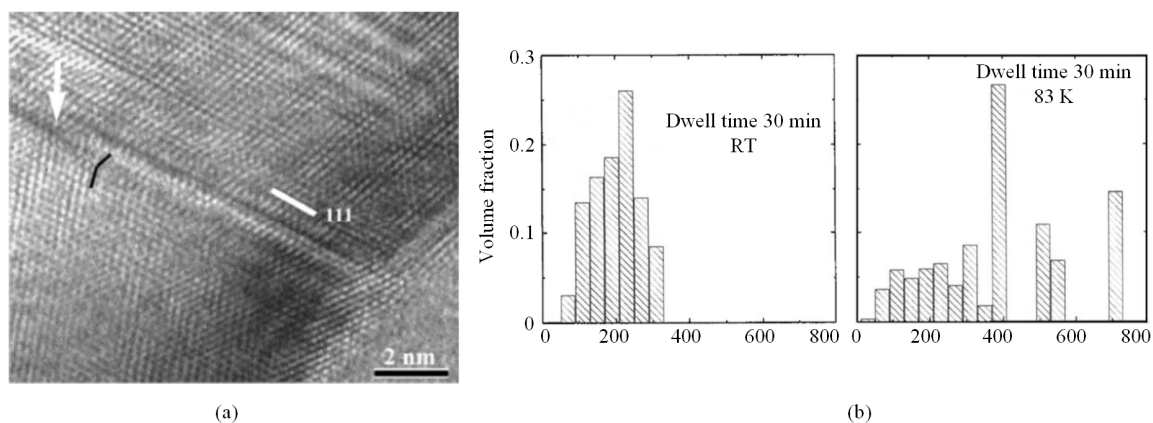 111
2 nm
(a)
Volume fraction
0.3
0.2
0.1
0
Dwell time 30 min
RT
0 200 400 600 800
Dwell time 30 min
83 K
0 200 400 600 800
(b)